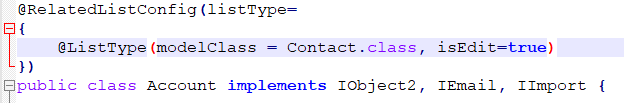 @RelatedListConfig(listType=
{
@ListType(modelClass = Contact.class, isEdit=true)
})
public class Account implements IObject2, IEmail, IImport {